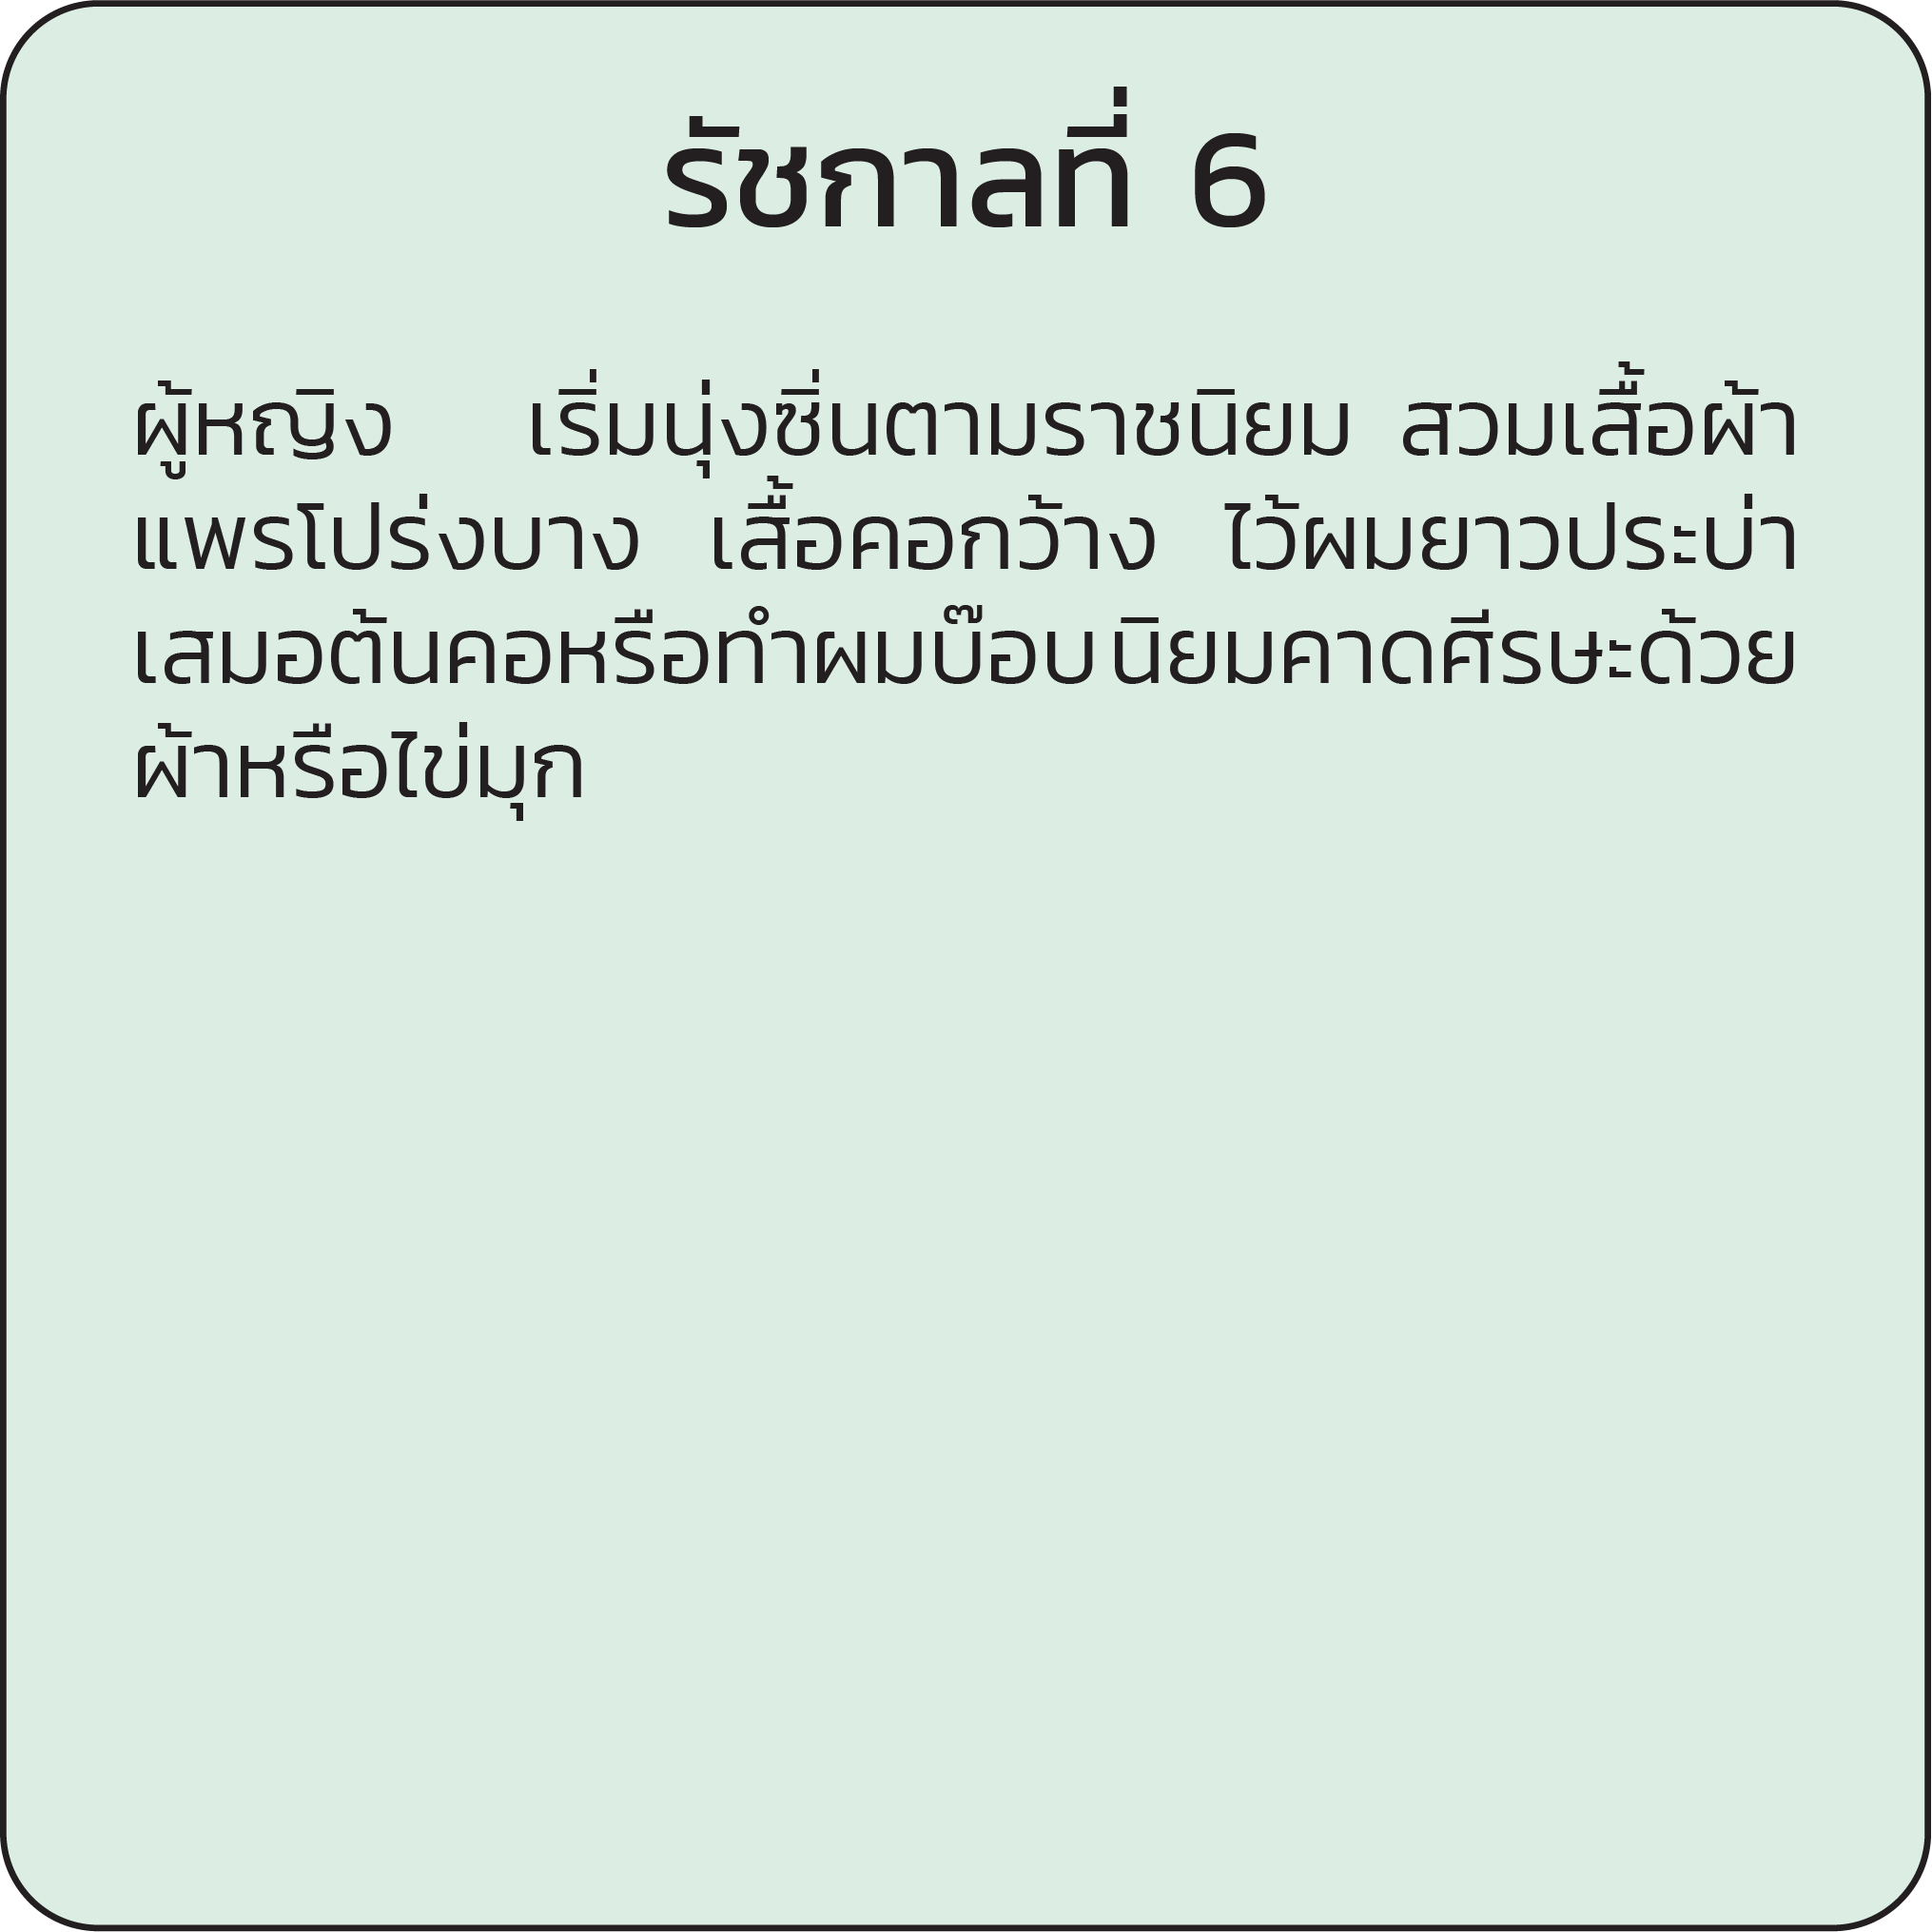 รัชกาลที่ 6
ผู้หญิง เริ่มนุ่งซิ่นตามราชนิยม สวมเสื้อผ้า
แพรโปร่งบาง เสื้อคอกว้าง ไว้ผมยาวประบ่า
เสมอต้นคอหรือทำผมบ๊อบ นิยมคาดศีรษะด้วย
ผ้าหรือไข่มุก